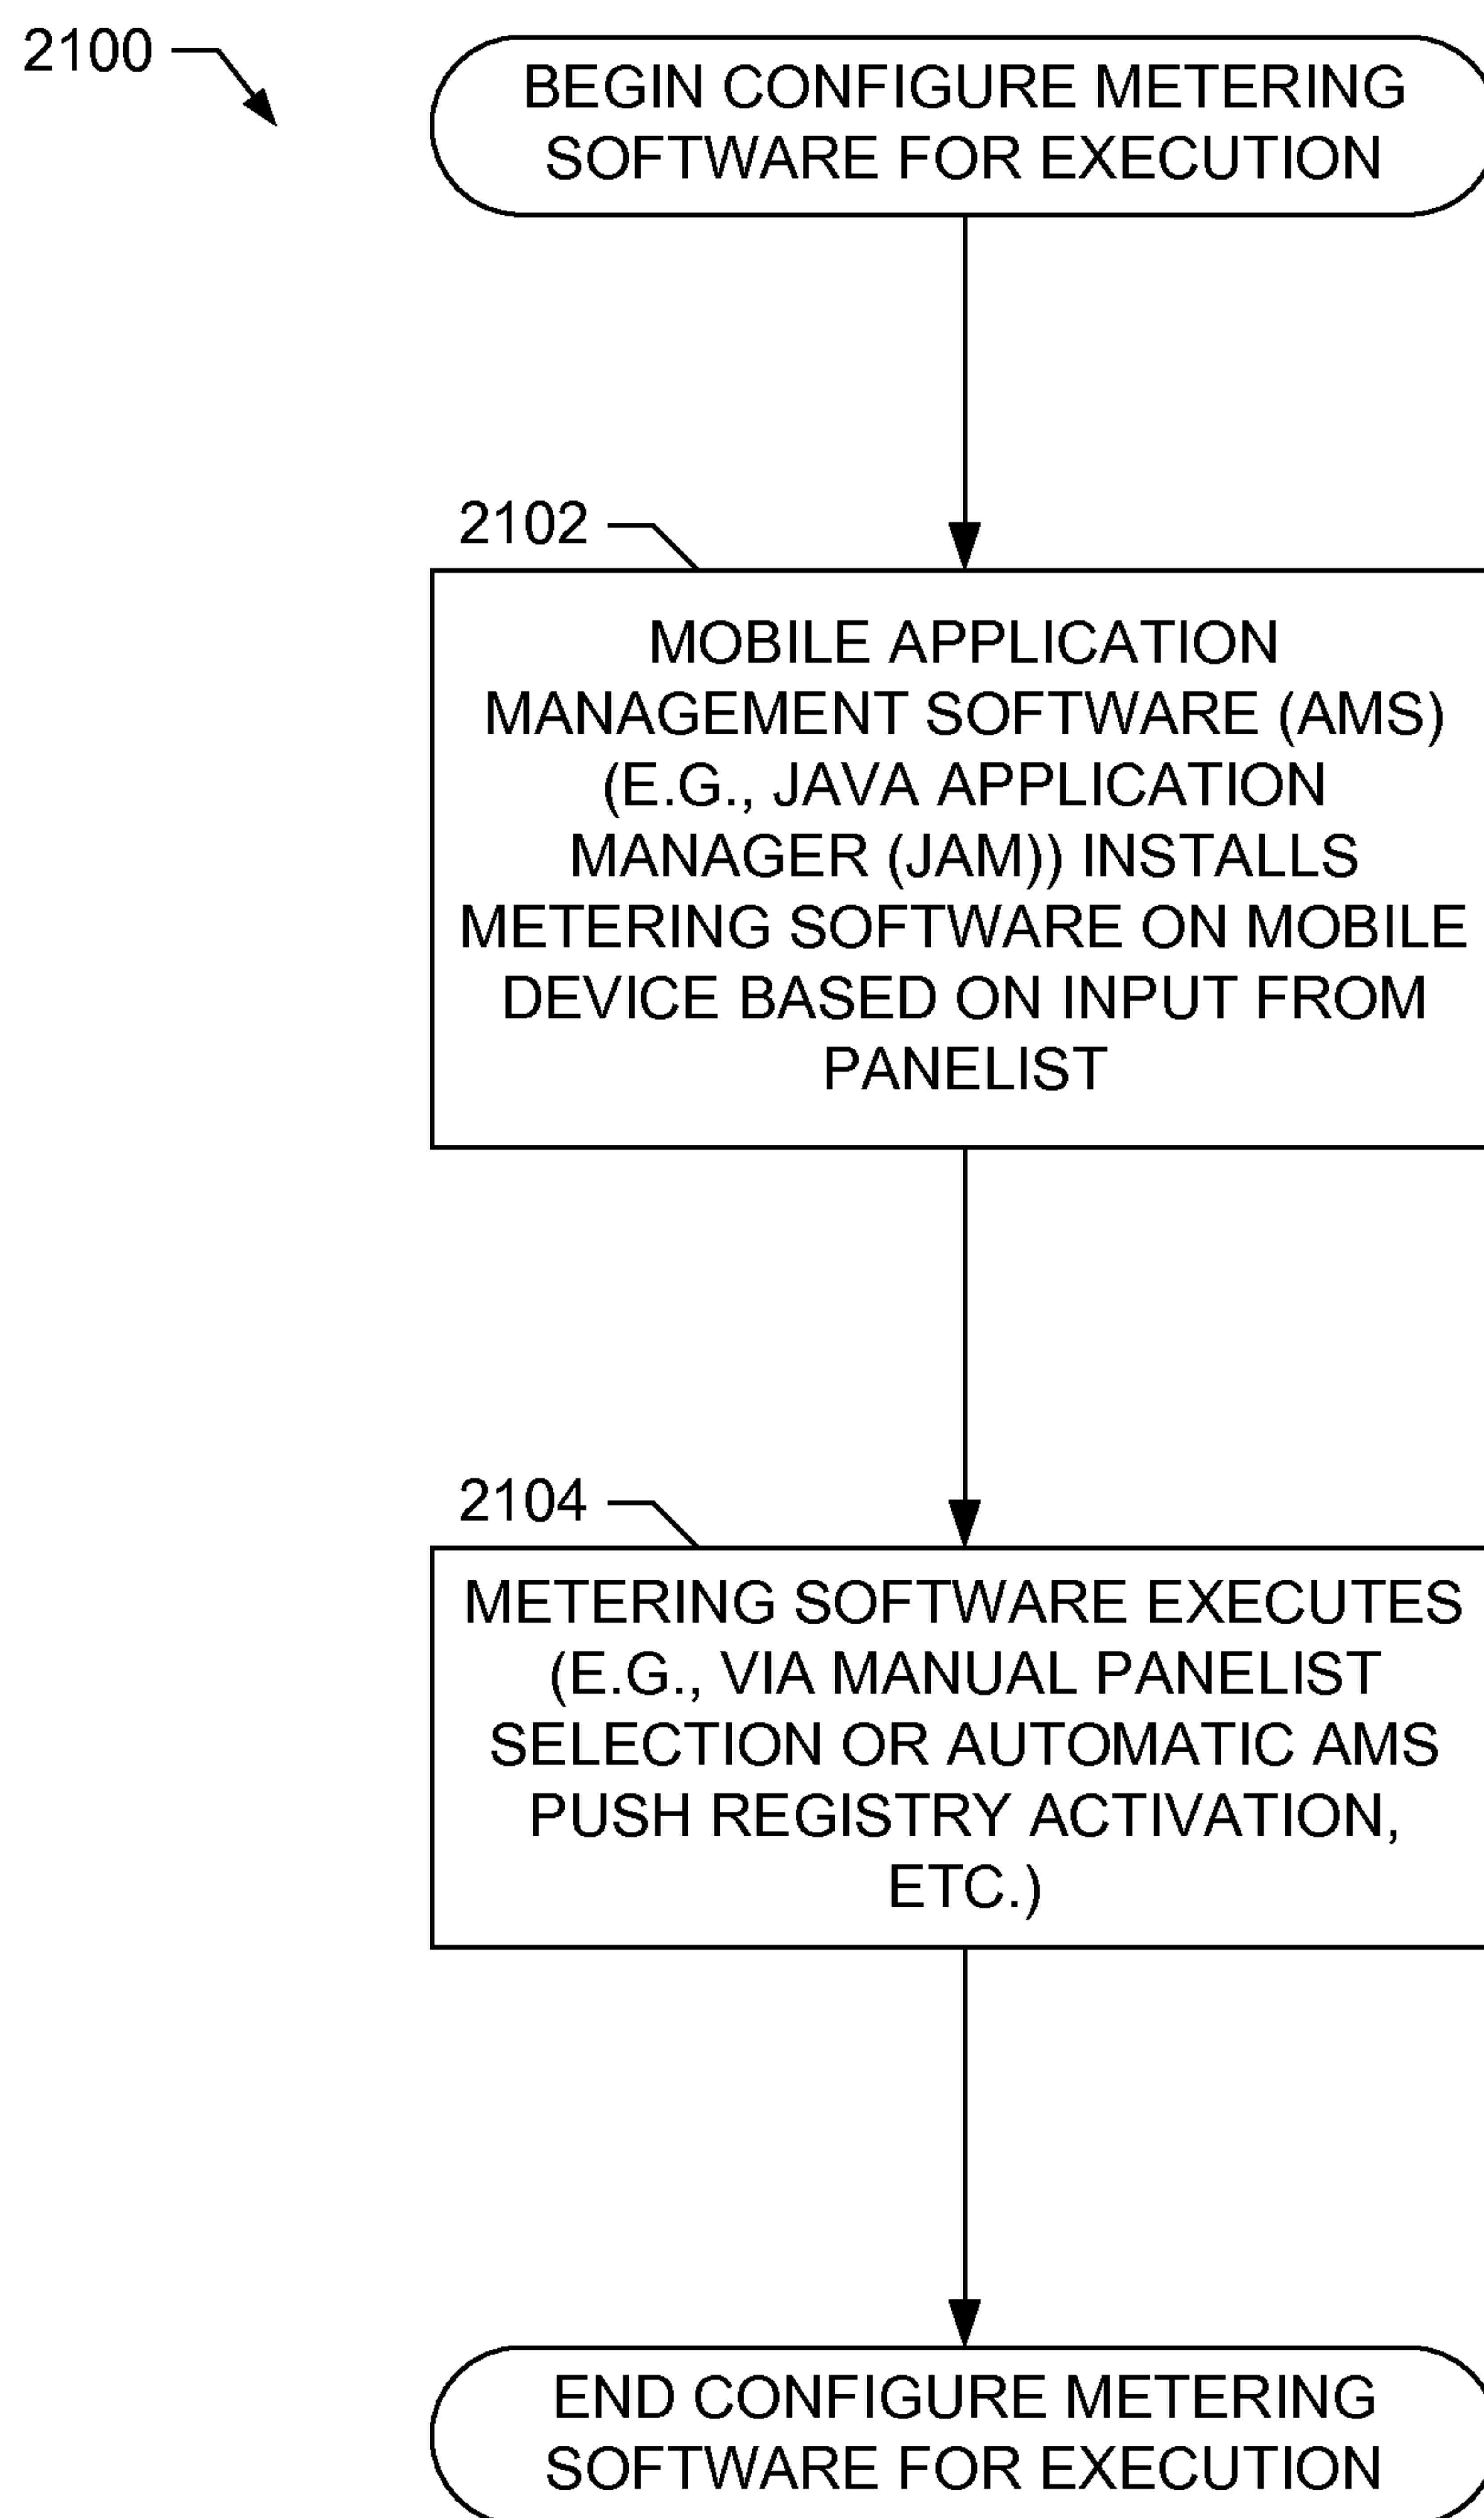 2100
BEGIN CONFIGURE METERING
SOFTWARE FOR EXECUTION
2102
MOBILE APPLICATION
MANAGEMENT SOFTWARE (AMS)
(E.G., JAVA APPLICATION
MANAGER (JAM)) INSTALLS
METERING SOFTWARE ON MOBILE
DEVICE BASED ON INPUT FROM
PANELIST
2104
METERING SOFTWARE EXECUTES
(E.G., VIA MANUAL PANELIST
SELECTION OR AUTOMATIC AMS
PUSH REGISTRY ACTIVATION,
ETC.)
END CONFIGURE METERING
SOFTWARE FOR EXECUTION